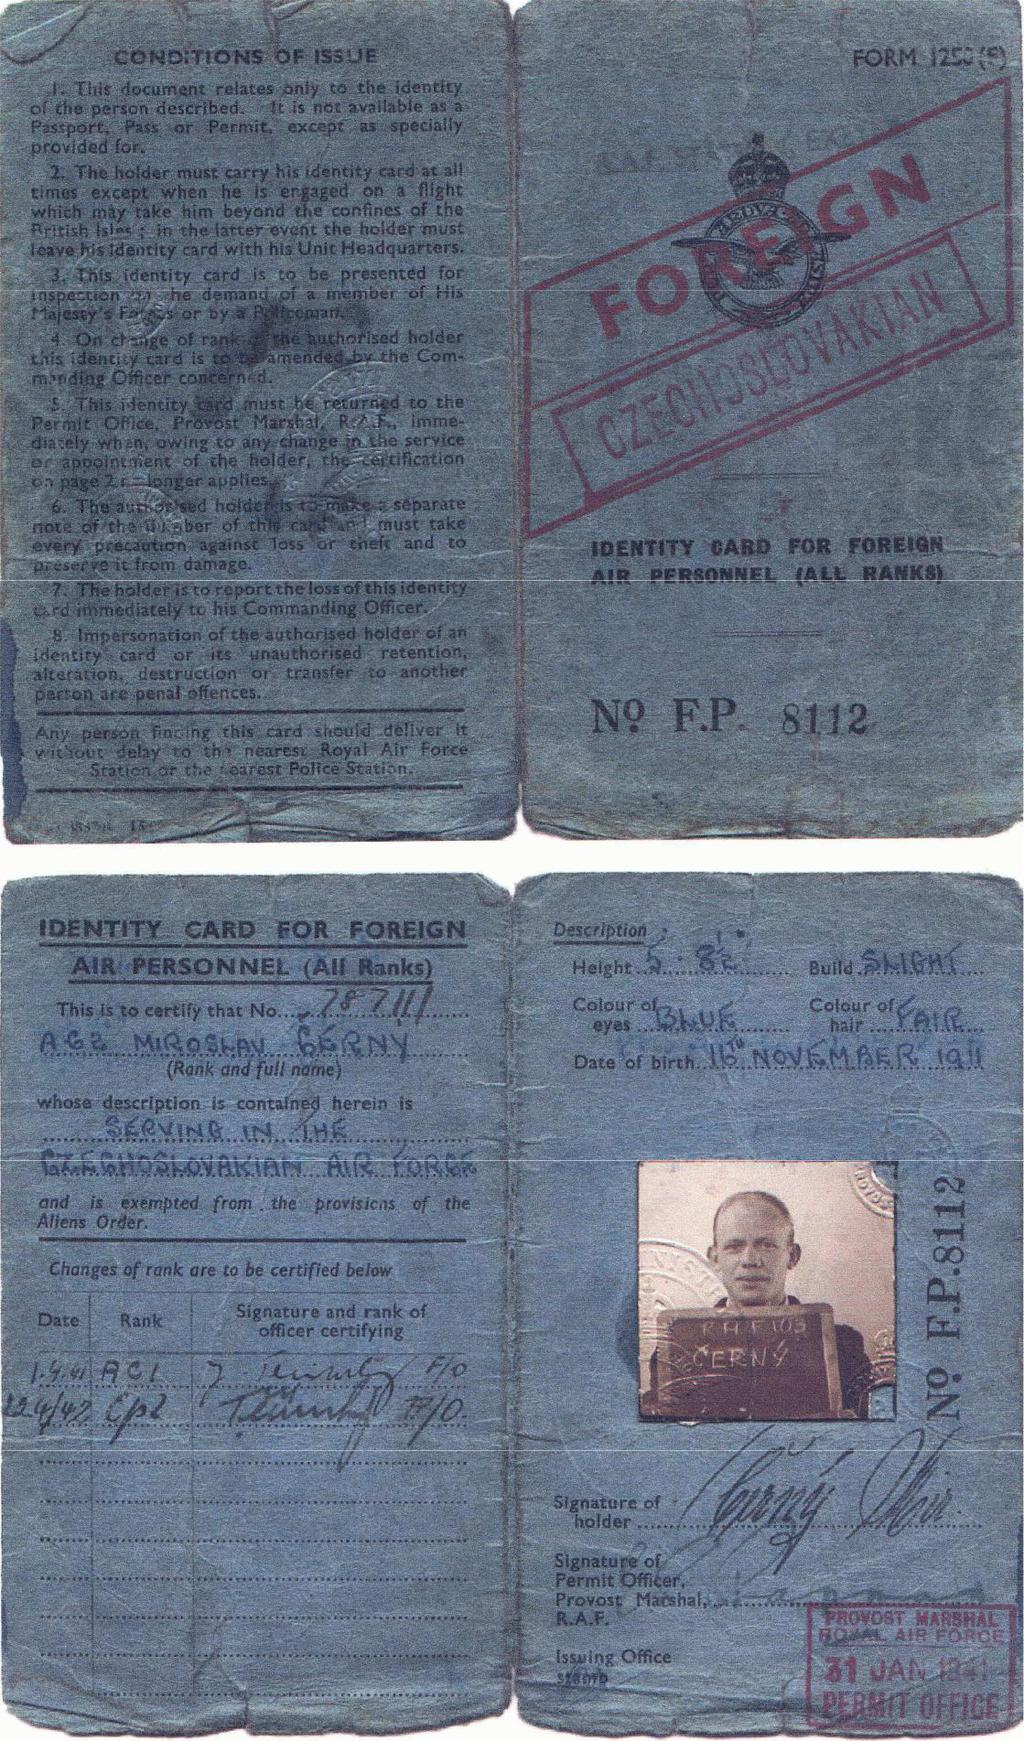 CONDITIONS OF ISSUE
1. This document relates only to the identity
of the person described. It is not available as a
Passport, Pass or Permit, except as specially
provided for.
2. The holder must carry his identity card at all
times except when he is engaged on a flight
which may take him beyond the confines of the
British Isles; in the latter event the holder must
leave his identity card with his Unit Headquarters.
3. This identity card is to be presented for
inspection on the demand of a member of His
Majesty's Forces or by a Policeman.
4. On change of rank of the authorised holder
this identity card is to be amended by the Com-
manding Officer concerned.
5. This identity card must be returned to the
Permit Office, Provost Marshal, R.A.F., imme-
diately when, owing to any change in the service
or appointment of the holder, the certification
on page 2 no longer applies.
6. The authorised holder is to make a separate
note of the number of this card and must take
every precaution against loss or theft and to
preserve it from damage.
7. The holder is to report the loss of this identity
card immediately to his Commanding Officer.
8. Impersonation of the authorised holder of an
identity card or its unauthorised retention,
alteration, destruction or transfer to another
person are penal offences.
Any person finding this card should deliver it
without delay to the nearest Royal Air Force
Station or the nearest Police Station.
FORM 1250(F)
R.A.F. STATION
FOREIGN
CZECHOSLOVAKIAN
IDENTITY CARD FOR FOREIGN
AIR PERSONNEL (ALL RANKS)
No F.P. 8112
IDENTITY CARD FOR FOREIGN
AIR PERSONNEL (All Ranks)
This is to certify that No. 787111
AC2 MIROSLAV ČERNÝ
(Rank and full name)
whose description is contained herein is
SERVING IN THE
CZECHOSLOVAKIAN AIR FORCE
and is exempted from the provisions of the
Aliens Order.
Changes of rank are to be certified below
Date Rank Signature and rank of
officer certifying
1.4.41 AC1 F/O
22/4/42 Cpl F/O.
Description
Height 5' 8½" Build SLIGHT
Colour of eyes BLUE Colour of hair FAIR
Date of birth 16TH NOVEMBER 1911
RAF 103
ČERNÝ
No F.P. 8112
Signature of
holder Černý Mir.
Signature of
Permit Officer,
Provost Marshal,
R.A.F.
Issuing Office
stamp
PROVOST MARSHAL
ROYAL AIR FORCE
31 JAN 1941
PERMIT OFFICE